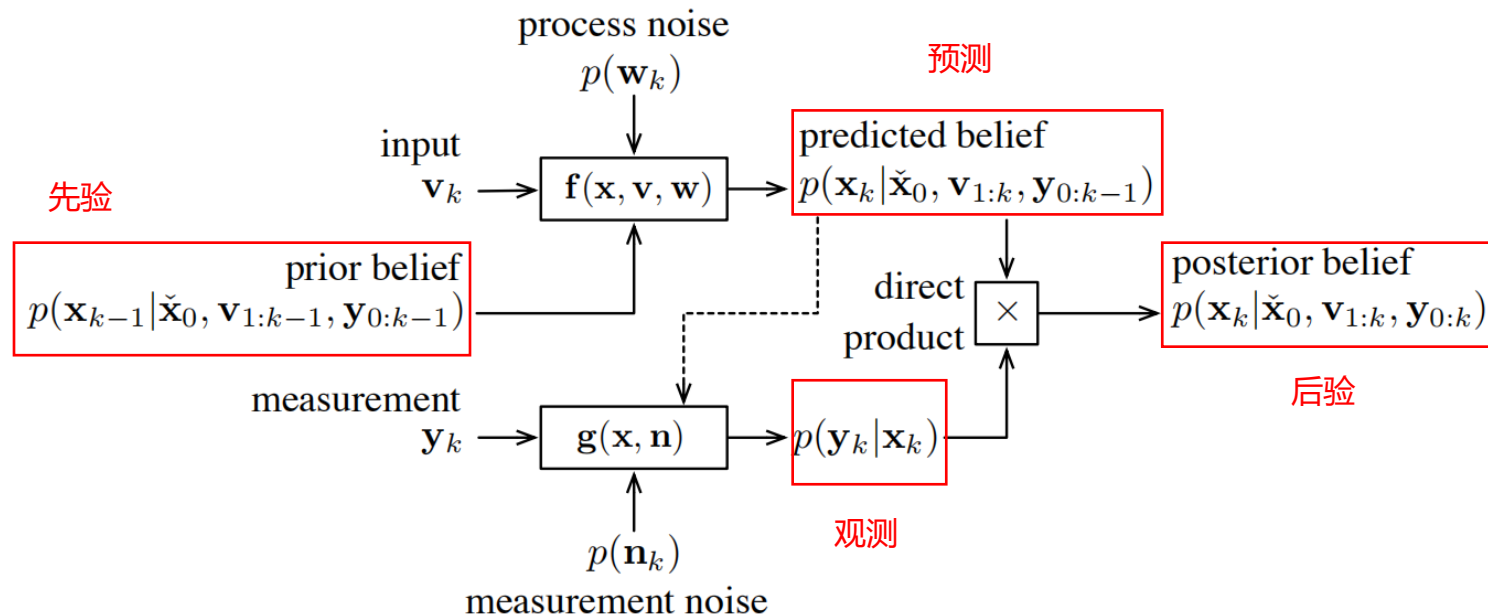 process noise
p(w_k)
预测
input
v_k
f(x, v, w)
predicted belief
p(x_k|x̌_0, v_{1:k}, y_{0:k−1})
先验
prior belief
p(x_{k−1}|x̌_0, v_{1:k−1}, y_{0:k−1})
direct
product
×
posterior belief
p(x_k|x̌_0, v_{1:k}, y_{0:k})
后验
measurement
y_k
g(x, n)
p(y_k|x_k)
观测
p(n_k)
measurement noise